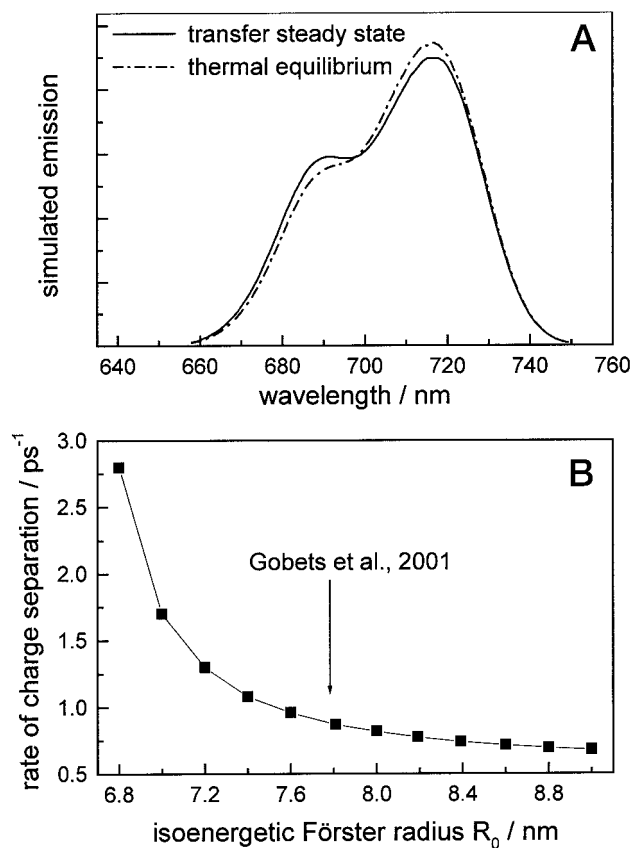 A
transfer steady state
thermal equilibrium
simulated emission
640 660 680 700 720 740 760
wavelength / nm
B
3.0
2.5
2.0
1.5
1.0
0.5
rate of charge separation / ps⁻¹
Gobets et al., 2001
6.8 7.2 7.6 8.0 8.4 8.8
isoenergetic Förster radius R₀ / nm